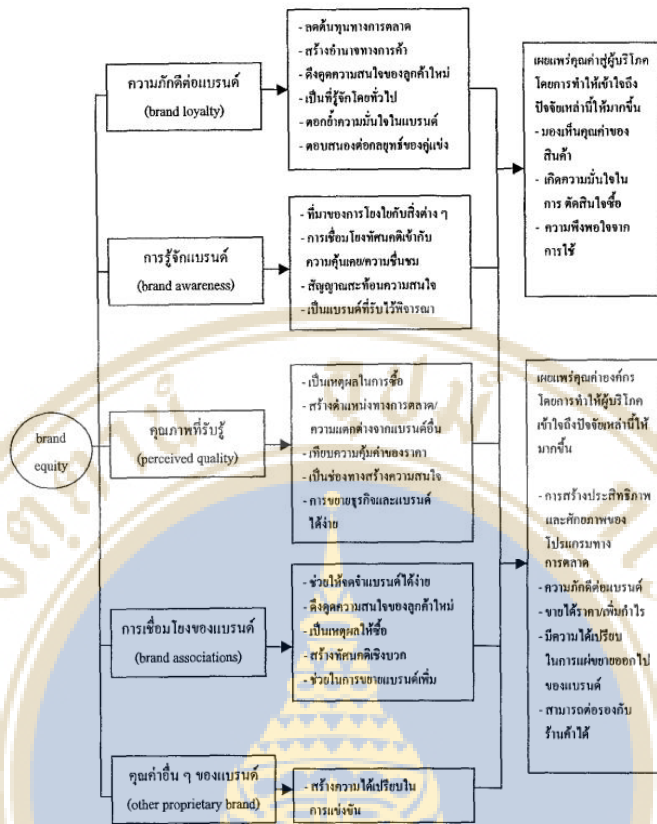 brand
equity
ความภักดีต่อแบรนด์
(brand loyalty)
- ลดต้นทุนทางการตลาด
- สร้างอำนาจทางการค้า
- ดึงดูดความสนใจของลูกค้าใหม่
- เป็นที่รู้จักโดยทั่วไป
- ตอกย้ำความมั่นใจในแบรนด์
- ตอบสนองต่อกลยุทธ์ของคู่แข่ง
การรู้จักแบรนด์
(brand awareness)
- ที่มาของการโยงใยกับสิ่งต่าง ๆ
- การเชื่อมโยงทัศนคติเข้ากับ
ความคุ้นเคย/ความชื่นชม
- สัญญาณสะท้อนความสนใจ
- เป็นแบรนด์ที่รับไว้พิจารณา
คุณภาพที่รับรู้
(perceived quality)
- เป็นเหตุผลในการซื้อ
- สร้างตำแหน่งทางการตลาด/
ความแตกต่างจากแบรนด์อื่น
- เทียบความคุ้มค่าของราคา
- เป็นช่องทางสร้างความสนใจ
- การขยายธุรกิจและแบรนด์
ได้ง่าย
การเชื่อมโยงของแบรนด์
(brand associations)
- ช่วยให้จดจำแบรนด์ได้ง่าย
- ดึงดูดความสนใจของลูกค้าใหม่
- เป็นเหตุผลให้ซื้อ
- สร้างทัศนคติเชิงบวก
- ช่วยในการขยายแบรนด์เพิ่ม
คุณค่าอื่น ๆ ของแบรนด์
(other proprietary brand)
- สร้างความได้เปรียบใน
การแข่งขัน
เผยแพร่คุณค่าสู่ผู้บริโภค
โดยการทำให้เข้าใจถึง
ปัจจัยเหล่านี้ให้มากขึ้น
- มองเห็นคุณค่าของ
สินค้า
- เกิดความมั่นใจใน
การ ตัดสินใจซื้อ
- ความพึงพอใจจาก
การใช้
เผยแพร่คุณค่าองค์กร
โดยการทำให้ผู้บริโภค
เข้าใจถึงปัจจัยเหล่านี้ให้
มากขึ้น
- การสร้างประสิทธิภาพ
และศักยภาพของ
โปรแกรมทาง
การตลาด
- ความภักดีต่อแบรนด์
- ขายได้ราคา/เพิ่มกำไร
- มีความได้เปรียบ
ในการแผ่ขยายออกไป
ของแบรนด์
- สามารถต่อรองกับ
ร้านค้าได้